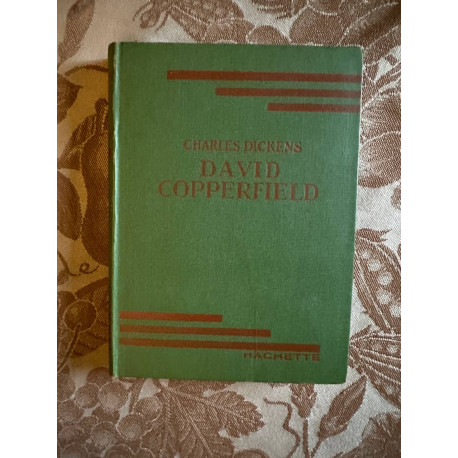 CHARLES DICKENS
DAVID
COPPERFIELD
HACHETTE